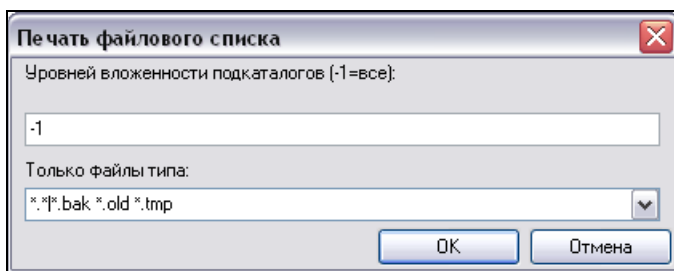 Печать файлового списка
Уровней вложенности подкаталогов (-1=все):
-1
Только файлы типа:
*.*|*.bak *.old *.tmp
OK
Отмена